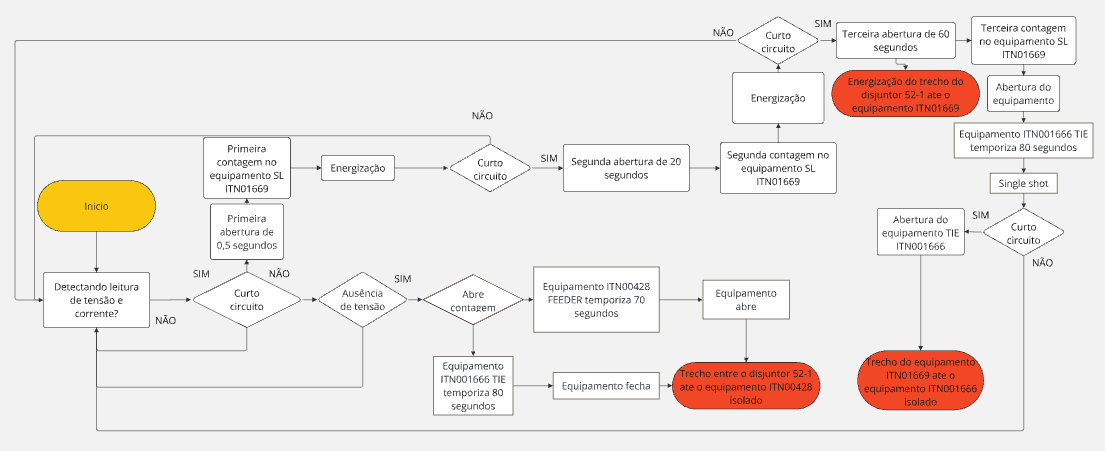 NÃO
Curto
circuito
SIM
Terceira abertura de 60
segundos
Terceira contagem
no equipamento SL
ITN01669
Energização do trecho do
disjuntor 52-1 ate o
equipamento ITN01669
Abertura do
equipamento
Energização
NÃO
Equipamento ITN001666 TIE
temporiza 80 segundos
Primeira
contagem no
equipamento SL
ITN01669
Energização
Curto
circuito
SIM
Segunda abertura de 20
segundos
Segunda contagem no
equipamento SL
ITN01669
Single shot
Inicio
Primeira
abertura de
0,5 segundos
Abertura do
equipamento TIE
ITN001666
SIM
Curto
circuito
NÃO
Detectando leitura
de tensão e
corrente?
NÃO
SIM
NÃO
Curto
circuito
Ausência
de tensão
SIM
Abre
contagem
Equipamento ITN00428
FEEDER temporiza 70
segundos
Equipamento
abre
Equipamento
ITN001666 TIE
temporiza 80
segundos
Equipamento fecha
Trecho entre o disjuntor 52-1
ate o equipamento ITN00428
isolado
Trecho do equipamento
ITN01669 ate o
equipamento ITN001666
isolado